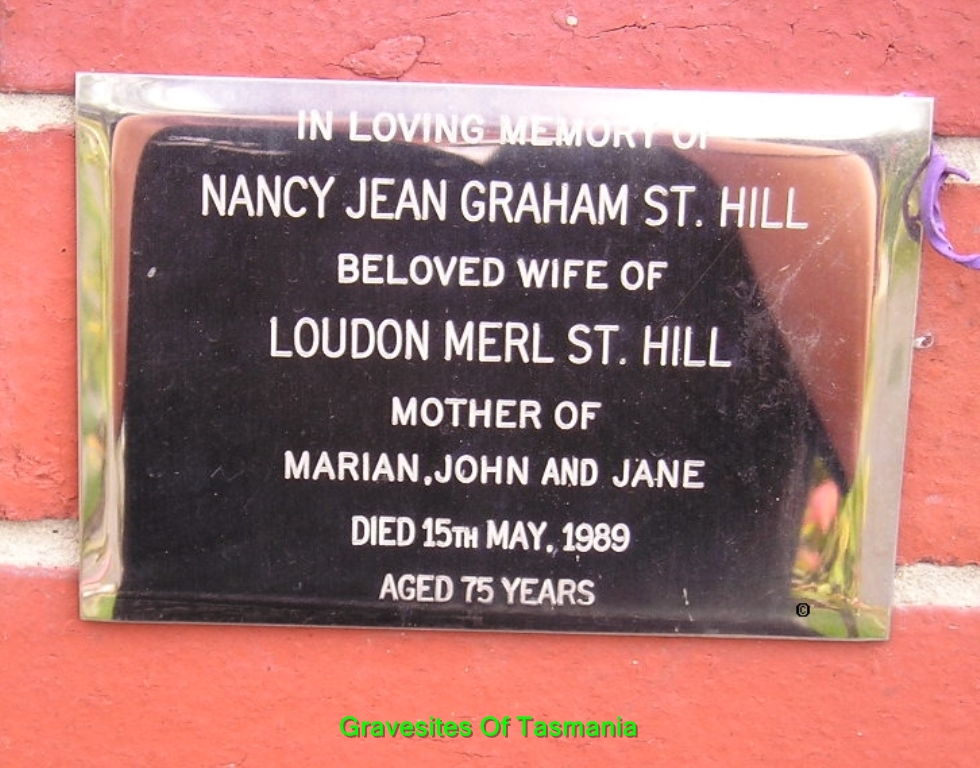 IN LOVING MEMORY OF
NANCY JEAN GRAHAM ST. HILL
BELOVED WIFE OF
LOUDON MERL ST. HILL
MOTHER OF
MARIAN, JOHN AND JANE
DIED 15TH MAY, 1989
AGED 75 YEARS
©
Gravesites Of Tasmania